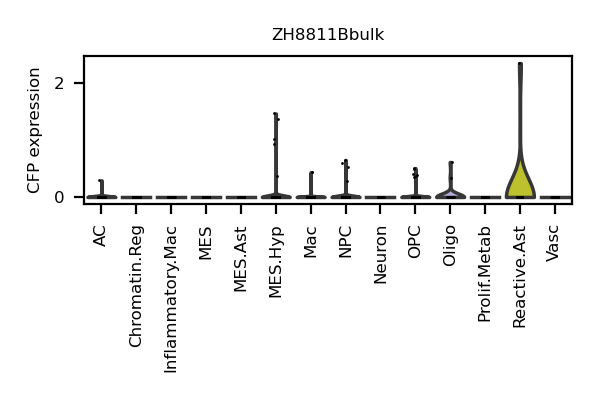 ZH8811Bbulk
CFP expression
2
0
AC
Chromatin.Reg
Inflammatory.Mac
MES
MES.Ast
MES.Hyp
Mac
NPC
Neuron
OPC
Oligo
Prolif.Metab
Reactive.Ast
Vasc